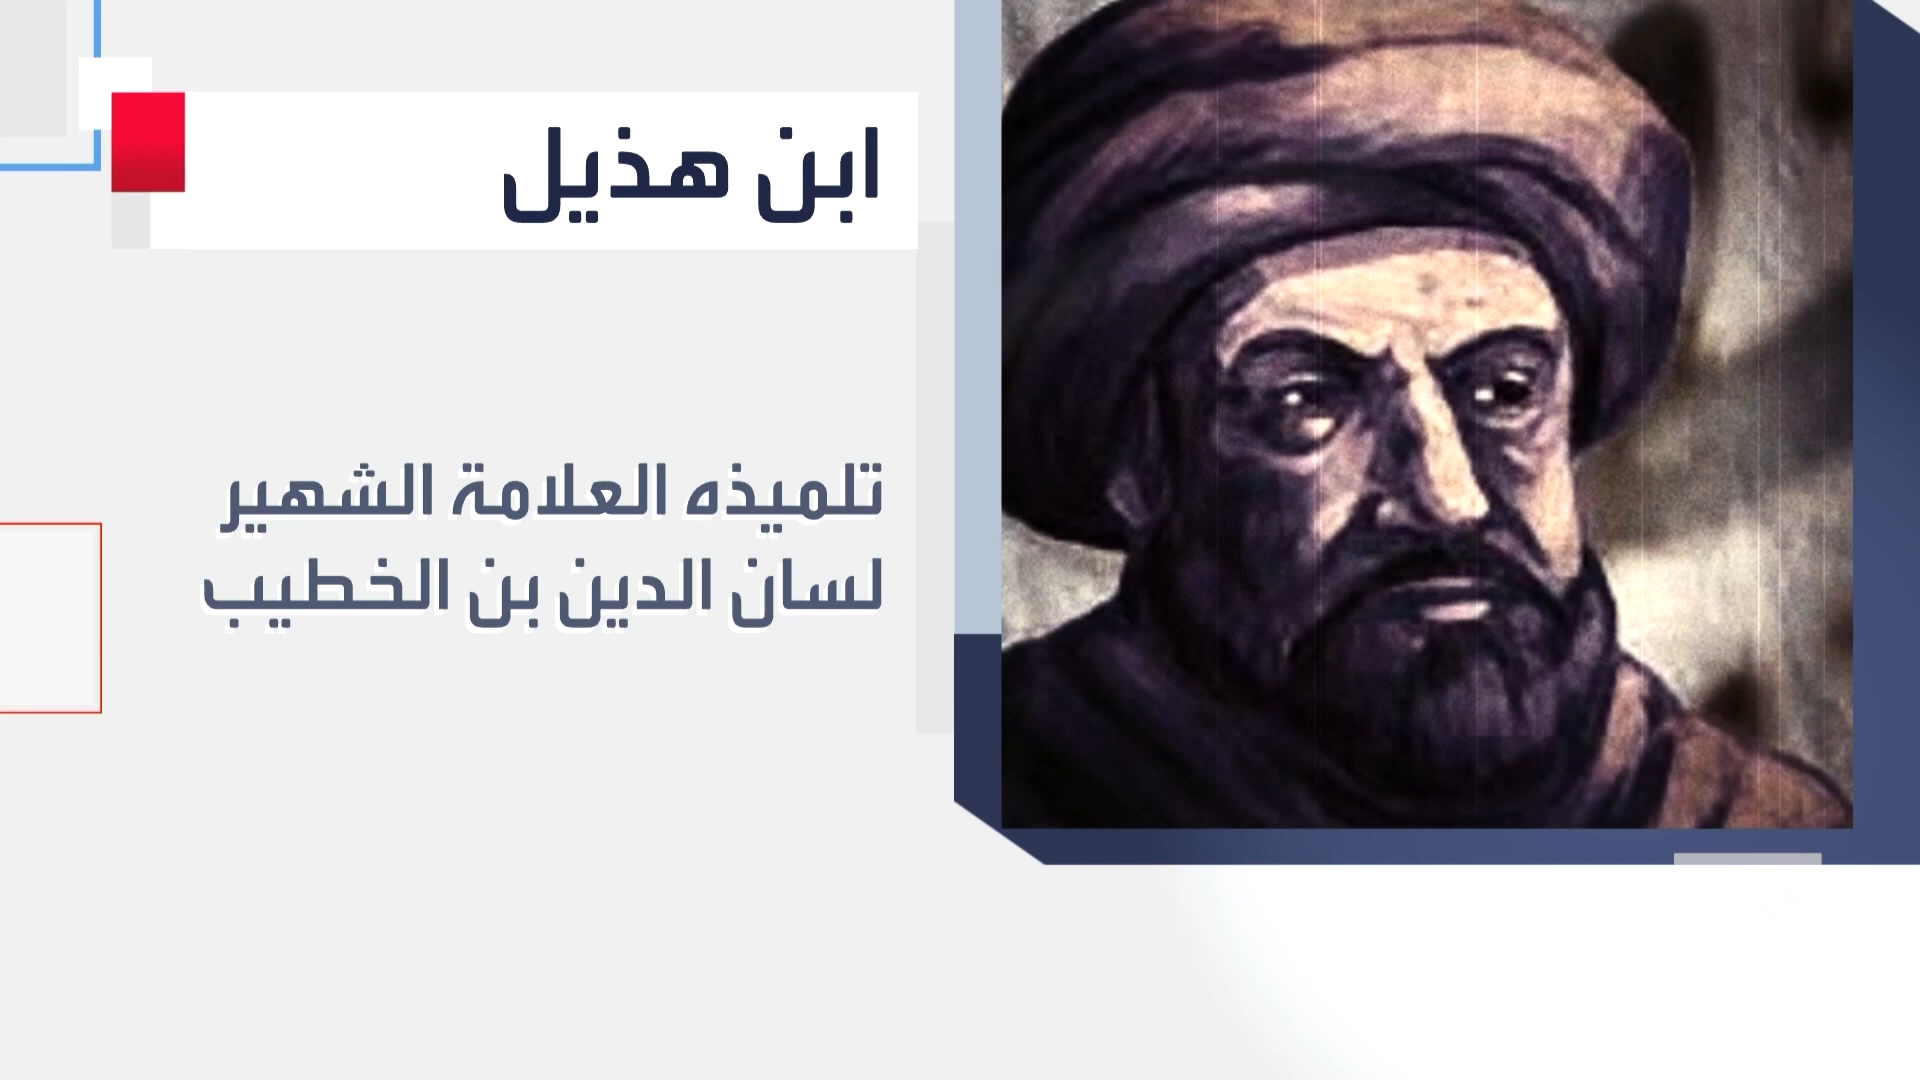 ابن هذيل
تلميذه العلامة الشهير
لسان الدين بن الخطيب